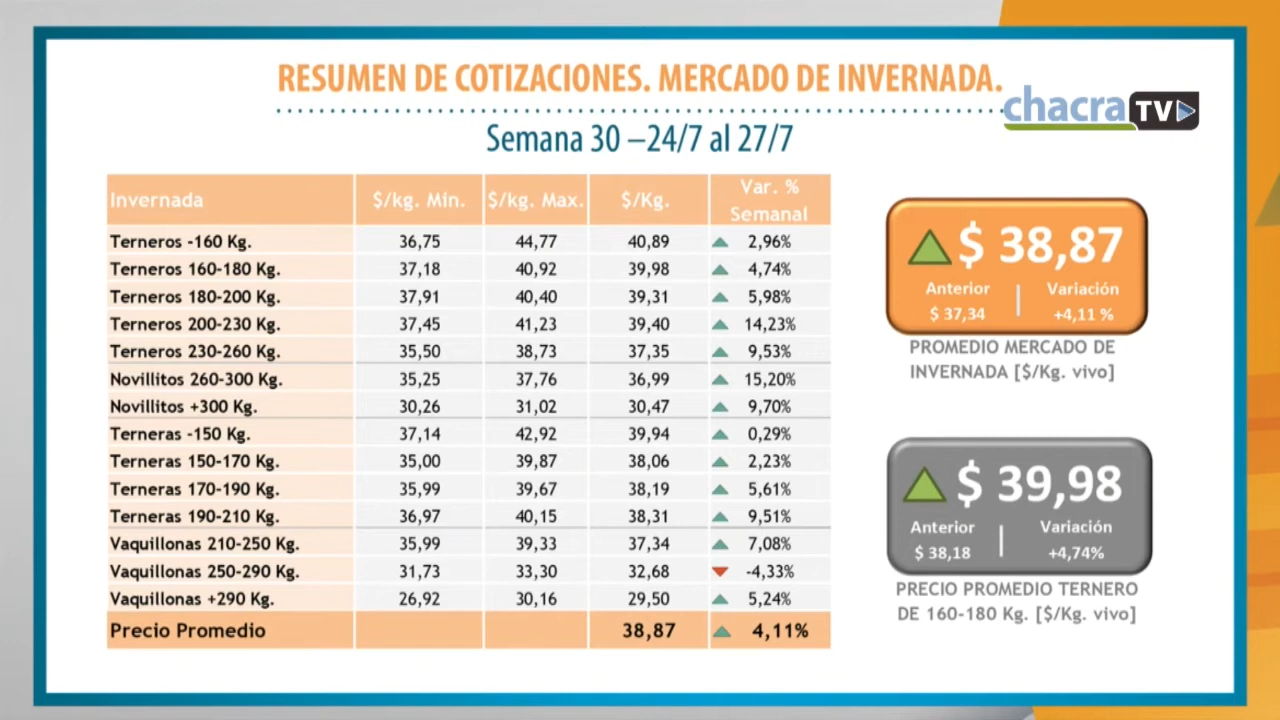 RESUMEN DE COTIZACIONES. MERCADO DE INVERNADA.
chacra TV
Semana 30 –24/7 al 27/7
Invernada $/kg. Min. $/kg. Max. $/Kg. Var. % Semanal
Terneros -160 Kg. 36,75 44,77 40,89 2,96%
Terneros 160-180 Kg. 37,18 40,92 39,98 4,74%
Terneros 180-200 Kg. 37,91 40,40 39,31 5,98%
Terneros 200-230 Kg. 37,45 41,23 39,40 14,23%
Terneros 230-260 Kg. 35,50 38,73 37,35 9,53%
Novillitos 260-300 Kg. 35,25 37,76 36,99 15,20%
Novillitos +300 Kg. 30,26 31,02 30,47 9,70%
Terneras -150 Kg. 37,14 42,92 39,94 0,29%
Terneras 150-170 Kg. 35,00 39,87 38,06 2,23%
Terneras 170-190 Kg. 35,99 39,67 38,19 5,61%
Terneras 190-210 Kg. 36,97 40,15 38,31 9,51%
Vaquillonas 210-250 Kg. 35,99 39,33 37,34 7,08%
Vaquillonas 250-290 Kg. 31,73 33,30 32,68 -4,33%
Vaquillonas +290 Kg. 26,92 30,16 29,50 5,24%
Precio Promedio 38,87 4,11%
$ 38,87
Anterior | Variación
$ 37,34 +4,11 %
PROMEDIO MERCADO DE
INVERNADA [$/Kg. vivo]
$ 39,98
Anterior | Variación
$ 38,18 +4,74%
PRECIO PROMEDIO TERNERO
DE 160-180 Kg. [$/Kg. vivo]